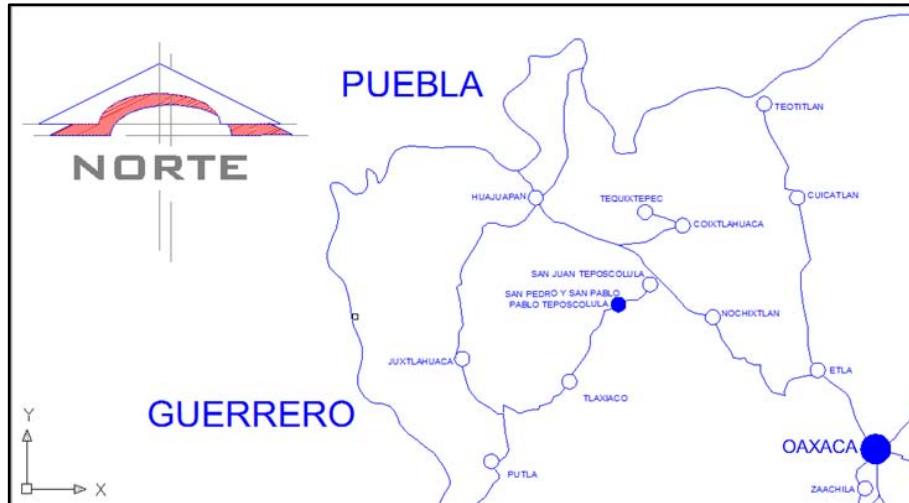 PUEBLA
NORTE
TEOTITLAN
HUAJUAPAN
TEQUIXTEPEC
CUICATLAN
COIXTLAHUACA
SAN JUAN TEPOSCOLULA
SAN PEDRO Y SAN PABLO
PABLO TEPOSCOLULA
NOCHIXTLAN
JUXTLAHUACA
ETLA
TLAXIACO
GUERRERO
Y
OAXACA
PUTLA
X
ZAACHILA